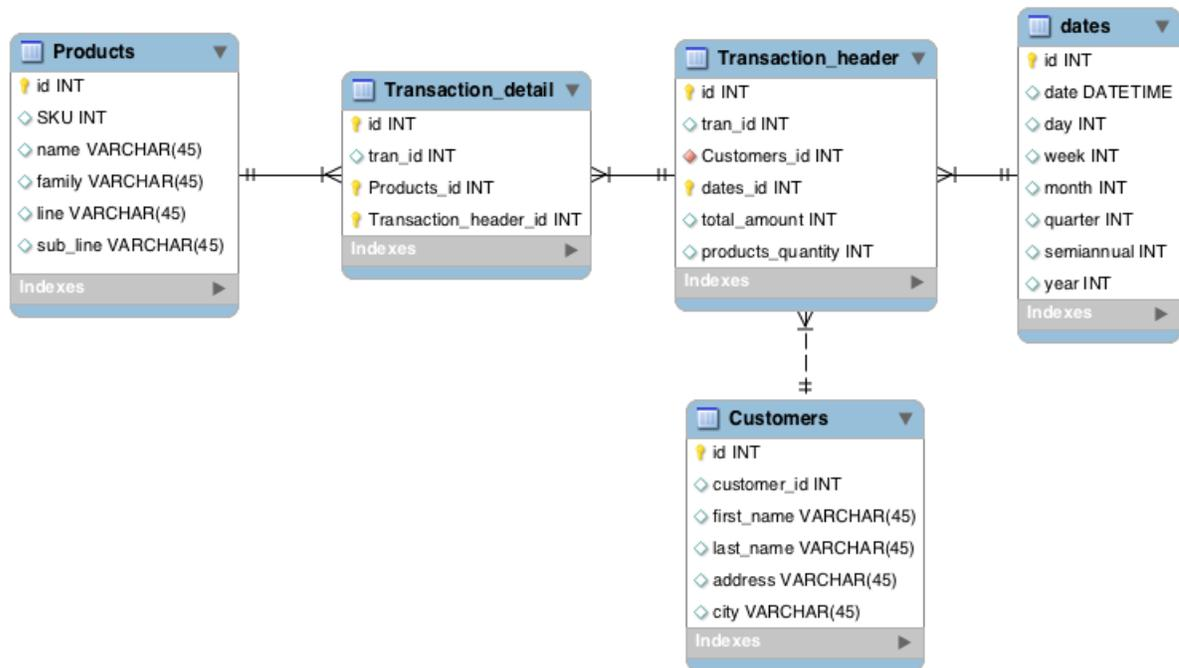 Products
id INT
SKU INT
name VARCHAR(45)
family VARCHAR(45)
line VARCHAR(45)
sub_line VARCHAR(45)
Indexes
Transaction_detail
id INT
tran_id INT
Products_id INT
Transaction_header_id INT
Indexes
Transaction_header
id INT
tran_id INT
Customers_id INT
dates_id INT
total_amount INT
products_quantity INT
Indexes
dates
id INT
date DATETIME
day INT
week INT
month INT
quarter INT
semiannual INT
year INT
Indexes
Customers
id INT
customer_id INT
first_name VARCHAR(45)
last_name VARCHAR(45)
address VARCHAR(45)
city VARCHAR(45)
Indexes